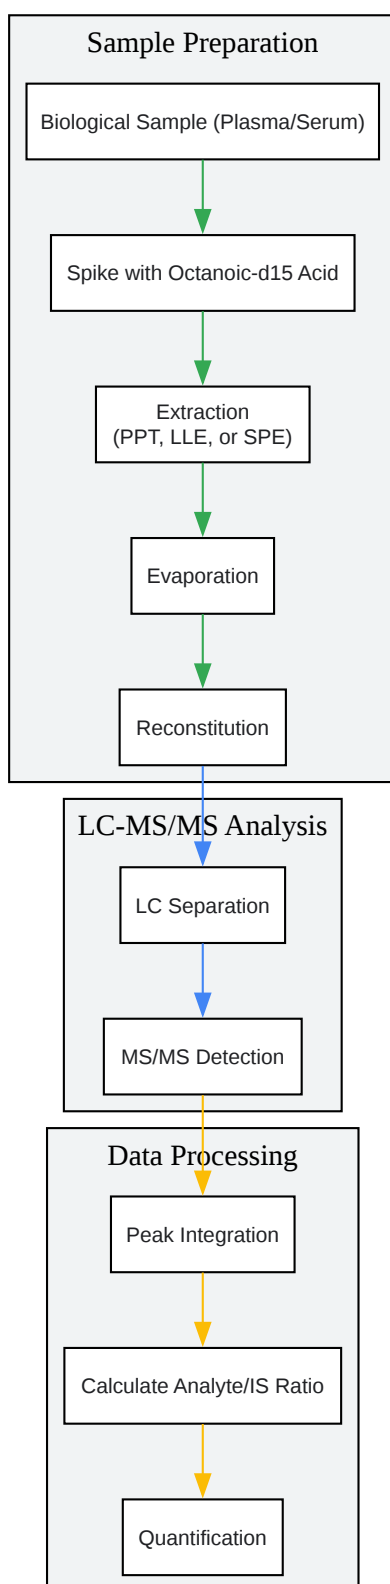 Sample Preparation
Biological Sample (Plasma/Serum)
Spike with Octanoic-d15 Acid
Extraction
(PPT, LLE, or SPE)
Evaporation
Reconstitution
LC-MS/MS Analysis
LC Separation
MS/MS Detection
Data Processing
Peak Integration
Calculate Analyte/IS Ratio
Quantification